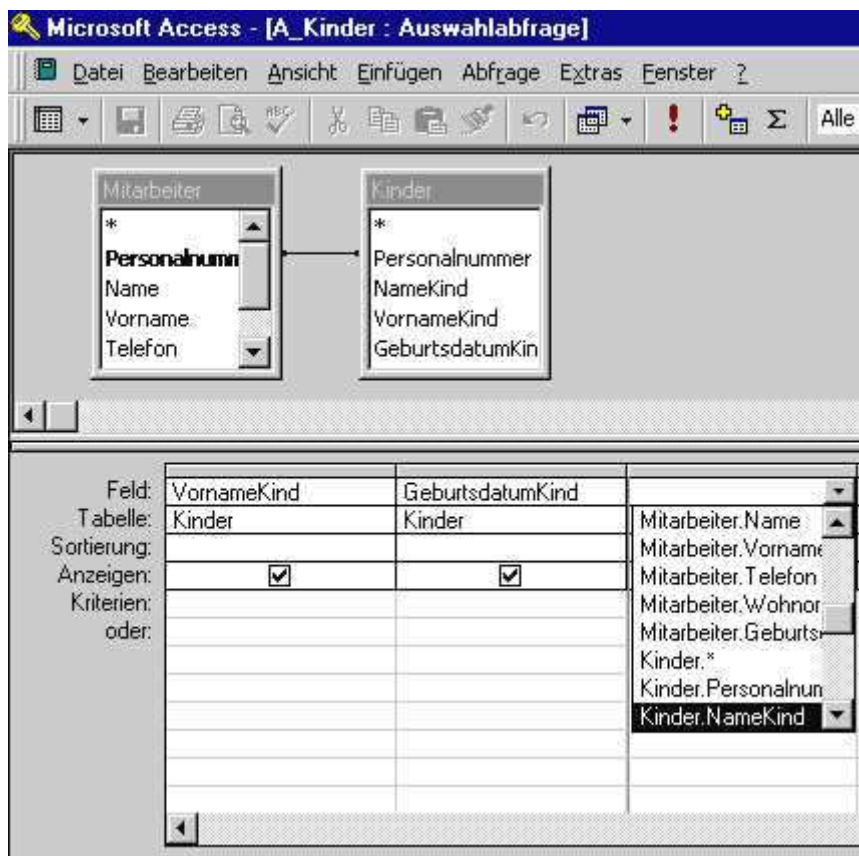 Microsoft Access - [A_Kinder : Auswahlabfrage]
Datei Bearbeiten Ansicht Einfügen Abfrage Extras Fenster ?
ABC Σ Alle
Mitarbeiter
*
Personalnumn
Name
Vorname
Telefon
Kinder
*
Personalnummer
NameKind
VornameKind
GeburtsdatumKin
Feld: VornameKind GeburtsdatumKind
Tabelle: Kinder Kinder
Sortierung:
Anzeigen:
Kriterien:
oder:
Mitarbeiter.Name
Mitarbeiter.Vorname
Mitarbeiter.Telefon
Mitarbeiter.Wohnor
Mitarbeiter.Geburts
Kinder.*
Kinder.Personalnum
Kinder.NameKind